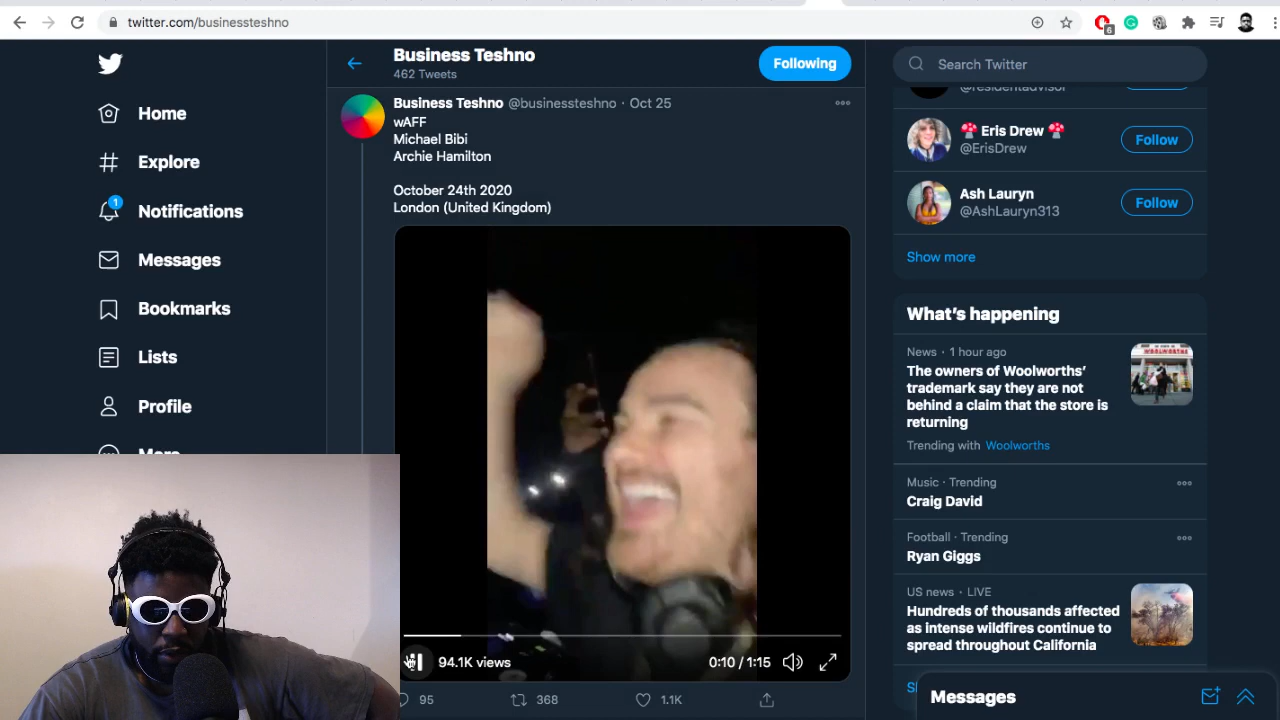 twitter.com/businessteshno
6
Home
Explore
1
Notifications
Messages
Bookmarks
Lists
Profile
More
Business Teshno
462 Tweets
Following
Business Teshno @businessteshno · Oct 25
wAFF
Michael Bibi
Archie Hamilton
October 24th 2020
London (United Kingdom)
94.1K views
0:10 / 1:15
95
368
1.1K
Search Twitter
@residentadvisor
🍄 Eris Drew 🍄
@ErisDrew
Follow
Ash Lauryn
@AshLauryn313
Follow
Show more
What's happening
News · 1 hour ago
The owners of Woolworths'
trademark say they are not
behind a claim that the store is
returning
Trending with Woolworths
WOOLWORTHS
Music · Trending
Craig David
Football · Trending
Ryan Giggs
US news · LIVE
Hundreds of thousands affected
as intense wildfires continue to
spread throughout California
Messages